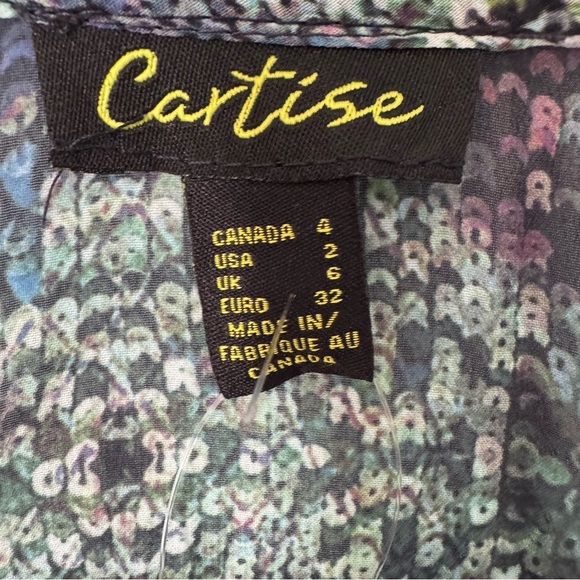 Cartise
CANADA 4
USA 2
UK 6
EURO 32
MADE IN/
FABRIQUE AU
CANADA